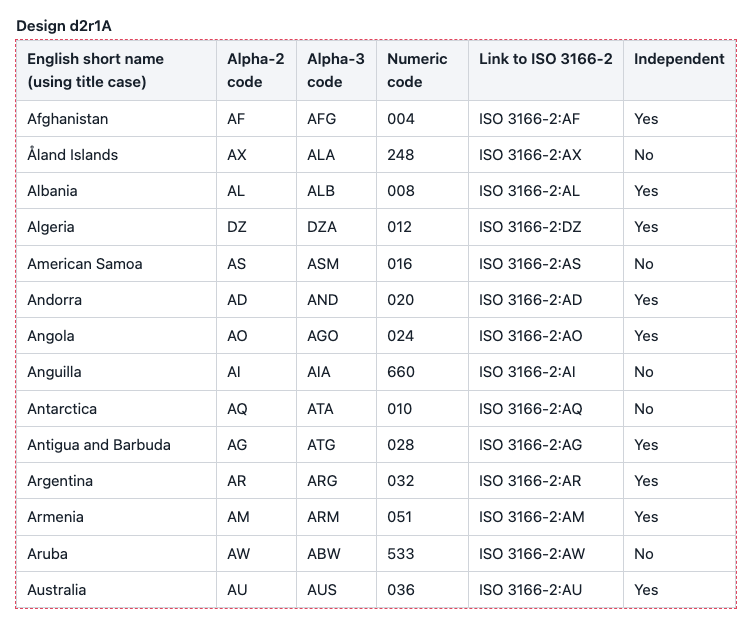 Design d2r1A
English short name (using title case) Alpha-2 code Alpha-3 code Numeric code Link to ISO 3166-2 Independent
Afghanistan AF AFG 004 ISO 3166-2:AF Yes
Åland Islands AX ALA 248 ISO 3166-2:AX No
Albania AL ALB 008 ISO 3166-2:AL Yes
Algeria DZ DZA 012 ISO 3166-2:DZ Yes
American Samoa AS ASM 016 ISO 3166-2:AS No
Andorra AD AND 020 ISO 3166-2:AD Yes
Angola AO AGO 024 ISO 3166-2:AO Yes
Anguilla AI AIA 660 ISO 3166-2:AI No
Antarctica AQ ATA 010 ISO 3166-2:AQ No
Antigua and Barbuda AG ATG 028 ISO 3166-2:AG Yes
Argentina AR ARG 032 ISO 3166-2:AR Yes
Armenia AM ARM 051 ISO 3166-2:AM Yes
Aruba AW ABW 533 ISO 3166-2:AW No
Australia AU AUS 036 ISO 3166-2:AU Yes